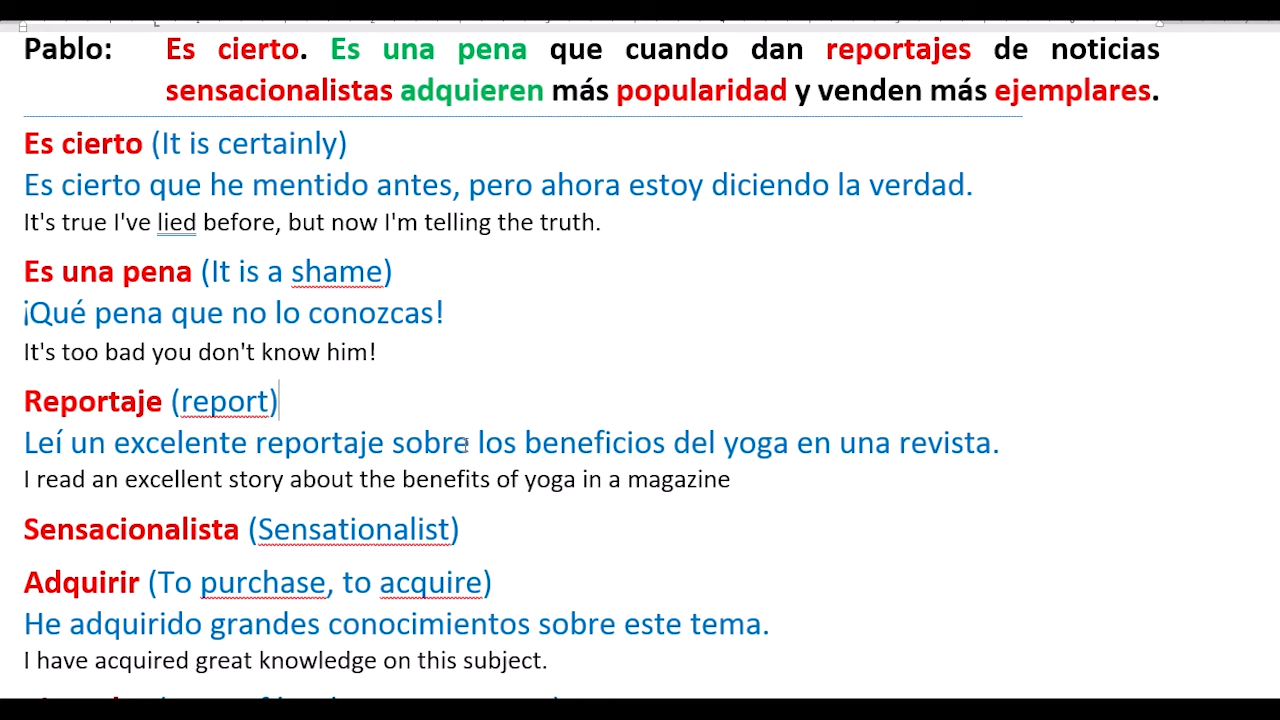 Pablo: Es cierto. Es una pena que cuando dan reportajes de noticias
sensacionalistas adquieren más popularidad y venden más ejemplares.
Es cierto (It is certainly)
Es cierto que he mentido antes, pero ahora estoy diciendo la verdad.
It's true I've lied before, but now I'm telling the truth.
Es una pena (It is a shame)
¡Qué pena que no lo conozcas!
It's too bad you don't know him!
Reportaje (report)
Leí un excelente reportaje sobre los beneficios del yoga en una revista.
I read an excellent story about the benefits of yoga in a magazine
Sensacionalista (Sensationalist)
Adquirir (To purchase, to acquire)
He adquirido grandes conocimientos sobre este tema.
I have acquired great knowledge on this subject.